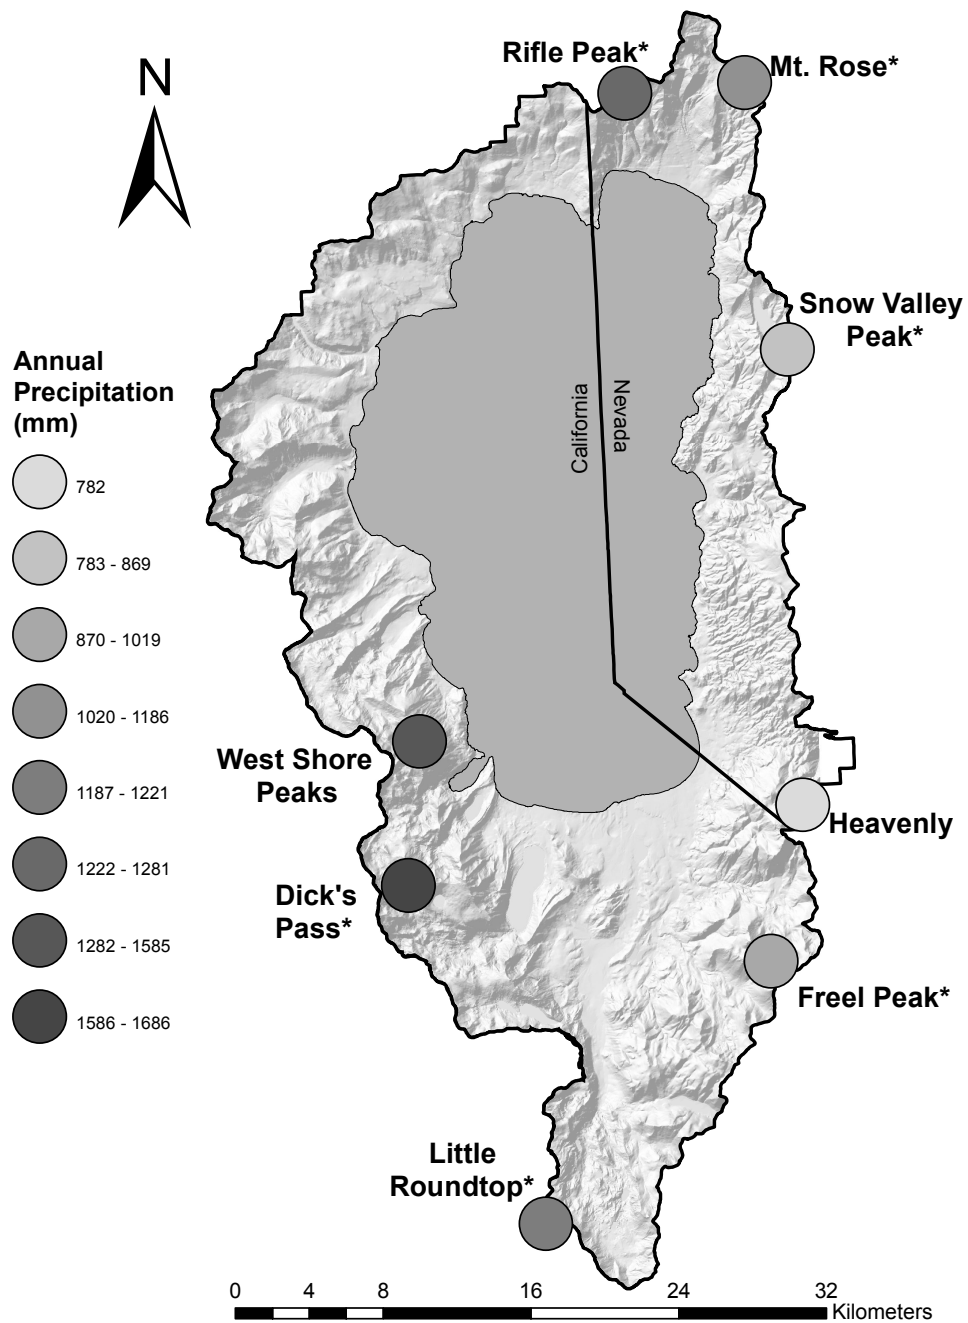 Rifle Peak*
Mt. Rose*
N
Snow Valley
Peak*
Annual
Precipitation
(mm)
782
783 - 869
870 - 1019
1020 - 1186
1187 - 1221
1222 - 1281
1282 - 1585
1586 - 1686
California
Nevada
West Shore
Peaks
Heavenly
Dick's
Pass*
Freel Peak*
Little
Roundtop*
0 4 8 16 24 32
Kilometers